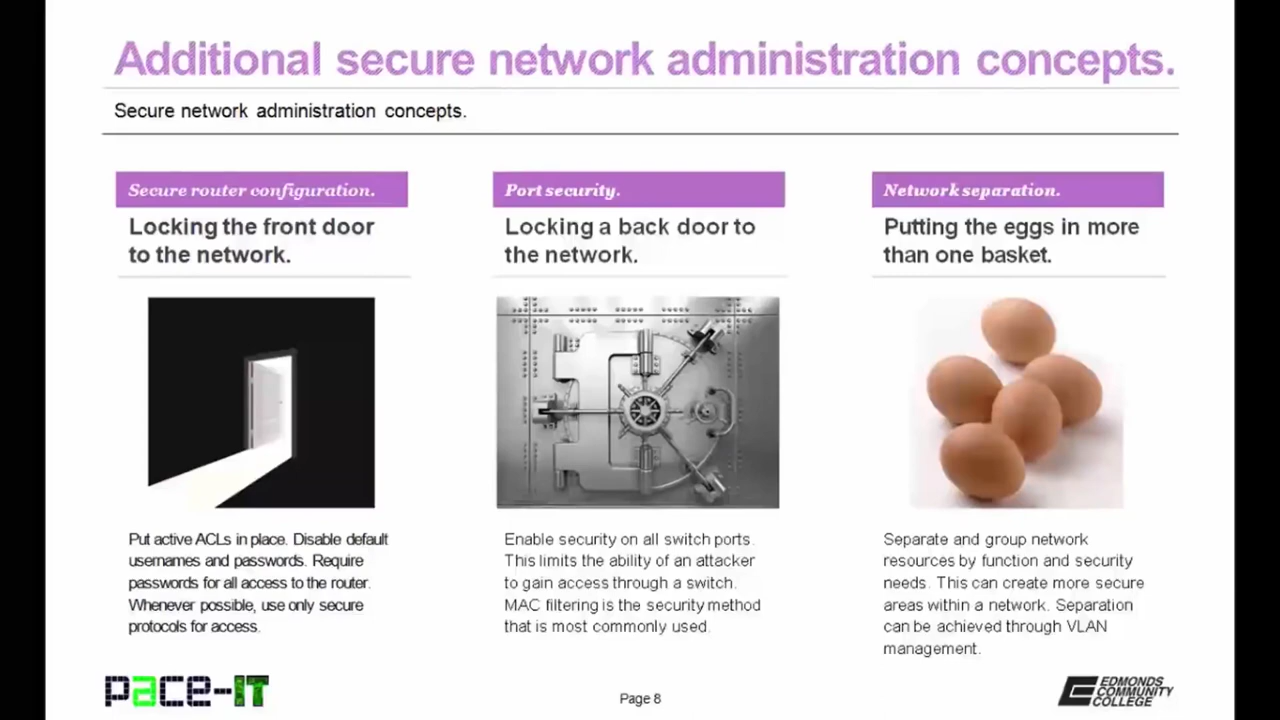 Additional secure network administration concepts.
Secure network administration concepts.
Secure router configuration.
Locking the front door
to the network.
Put active ACLs in place. Disable default
usernames and passwords. Require
passwords for all access to the router.
Whenever possible, use only secure
protocols for access.
Port security.
Locking a back door to
the network.
Enable security on all switch ports.
This limits the ability of an attacker
to gain access through a switch.
MAC filtering is the security method
that is most commonly used.
Network separation.
Putting the eggs in more
than one basket.
Separate and group network
resources by function and security
needs. This can create more secure
areas within a network. Separation
can be achieved through VLAN
management.
pace-IT
Page 8
EDMONDS
COMMUNITY
COLLEGE